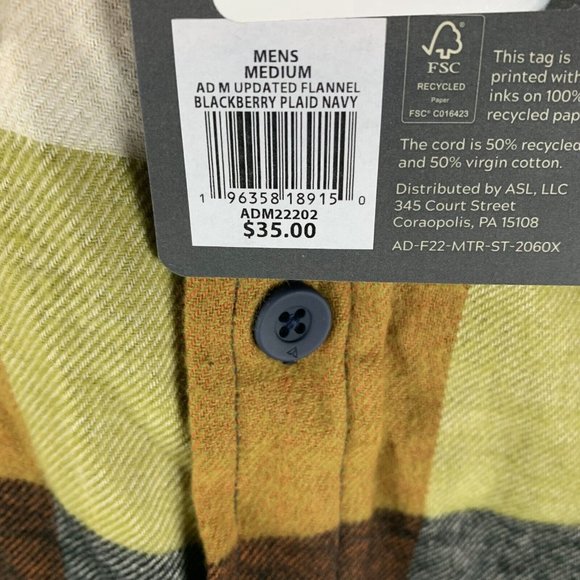 MENS
MEDIUM
AD M UPDATED FLANNEL
BLACKBERRY PLAID NAVY
1 96358 18915 0
ADM22202
$35.00
FSC
RECYCLED
Paper
FSC® C016423
This tag is
printed with
inks on 100%
recycled
The cord is 50% recycled
and 50% virgin cotton.
Distributed by ASL, LLC
345 Court Street
Coraopolis, PA 15108
AD-F22-MTR-ST-2060X